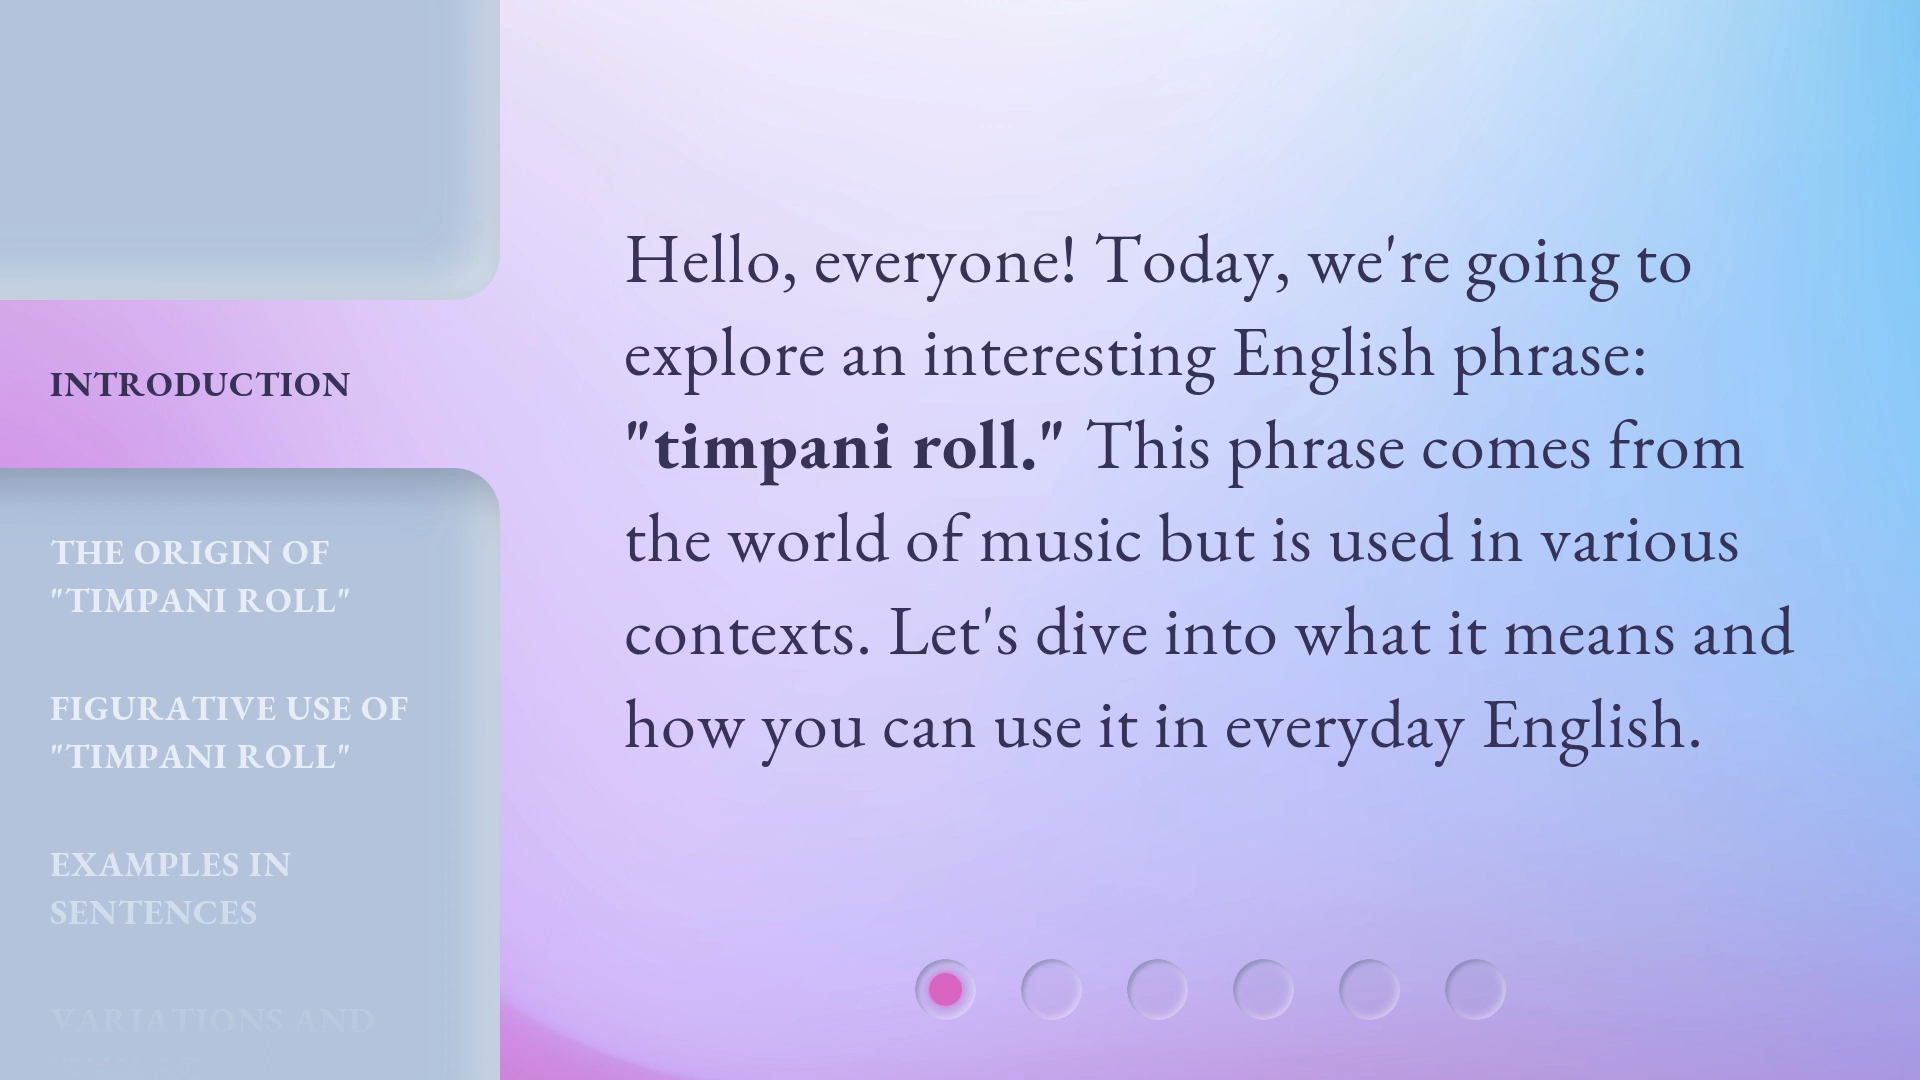 INTRODUCTION
THE ORIGIN OF
"TIMPANI ROLL"
FIGURATIVE USE OF
"TIMPANI ROLL"
EXAMPLES IN
SENTENCES
VARIATIONS AND
Hello, everyone! Today, we're going to
explore an interesting English phrase:
"timpani roll." This phrase comes from
the world of music but is used in various
contexts. Let's dive into what it means and
how you can use it in everyday English.